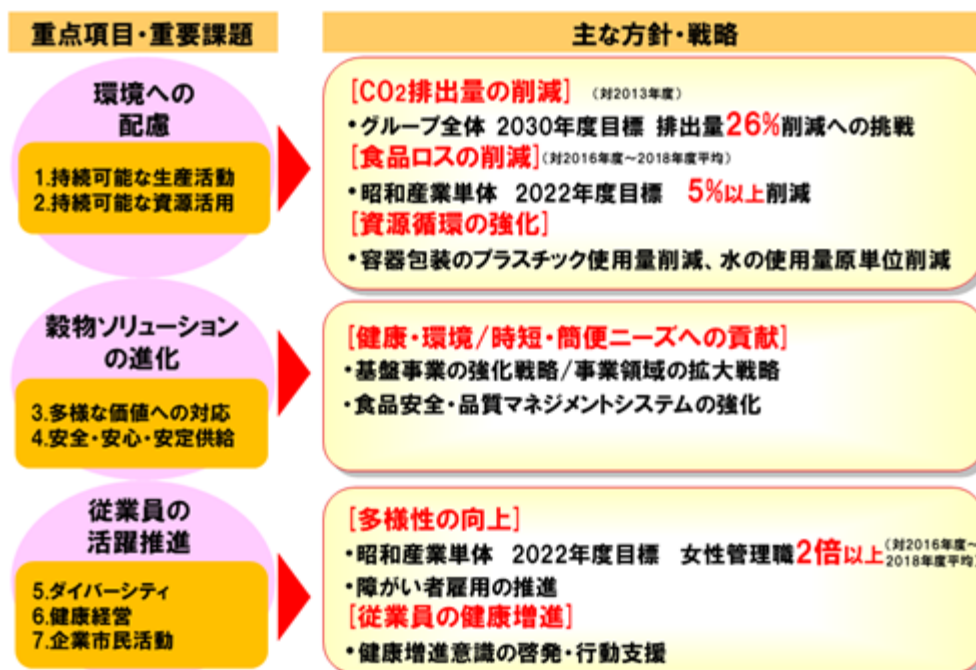 重点項目・重要課題
主な方針・戦略
環境への
配慮
1.持続可能な生産活動
2.持続可能な資源活用
[CO2排出量の削減] (対2013年度)
・グループ全体 2030年度目標 排出量26%削減への挑戦
[食品ロスの削減](対2016年度~2018年度平均)
・昭和産業単体 2022年度目標 5%以上削減
[資源循環の強化]
・容器包装のプラスチック使用量削減、水の使用量原単位削減
穀物ソリューション
の進化
3.多様な価値への対応
4.安全・安心・安定供給
[健康・環境/時短・簡便ニーズへの貢献]
・基盤事業の強化戦略/事業領域の拡大戦略
・食品安全・品質マネジメントシステムの強化
従業員の
活躍推進
5.ダイバーシティ
6.健康経営
7.企業市民活動
[多様性の向上]
・昭和産業単体 2022年度目標 女性管理職2倍以上(対2016年度~
2018年度平均)
・障がい者雇用の推進
[従業員の健康増進]
・健康増進意識の啓発・行動支援